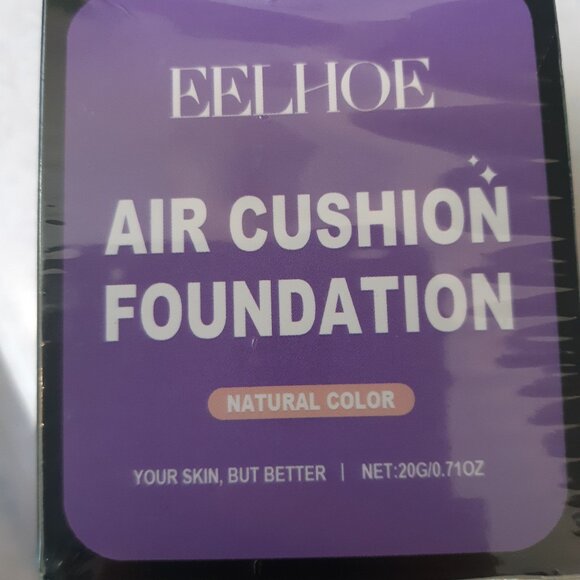 EELHOE
AIR CUSHION
FOUNDATION
NATURAL COLOR
YOUR SKIN, BUT BETTER | NET:20G/0.71OZ